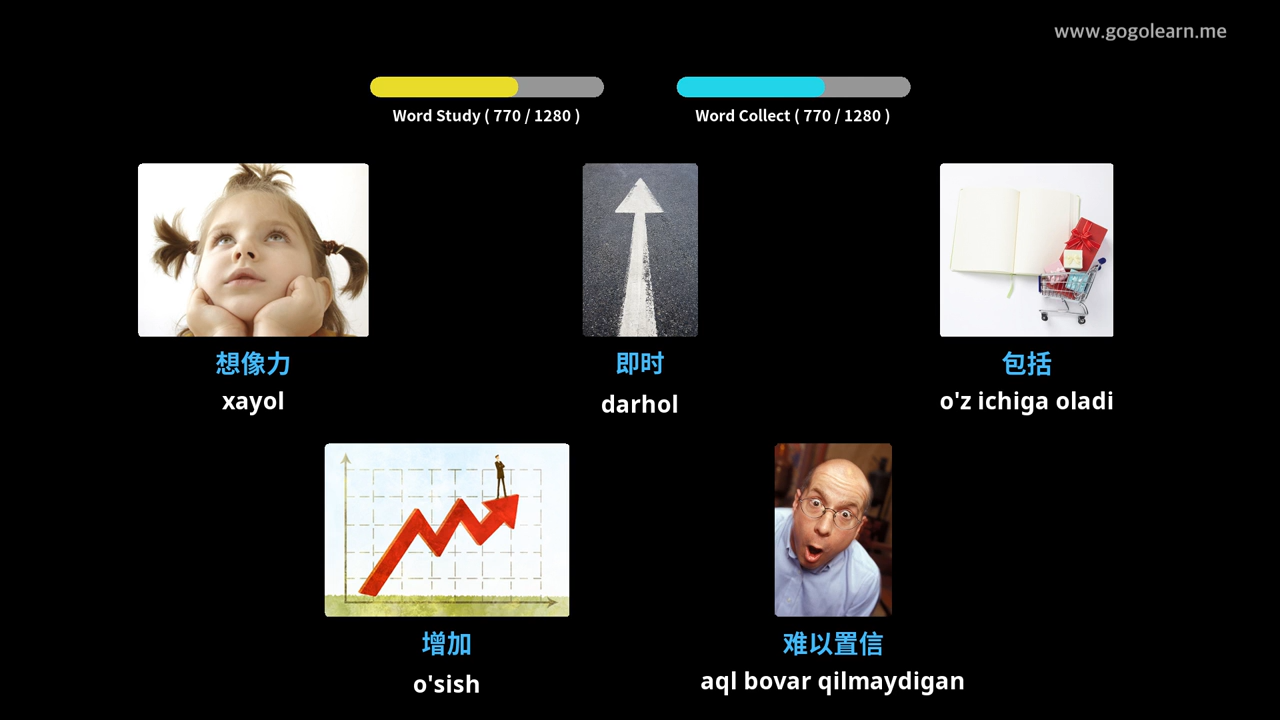 www.gogolearn.me
Word Study ( 770 / 1280 )
Word Collect ( 770 / 1280 )
想像力
即时
包括
xayol
darhol
o'z ichiga oladi
增加
难以置信
o'sish
aql bovar qilmaydigan